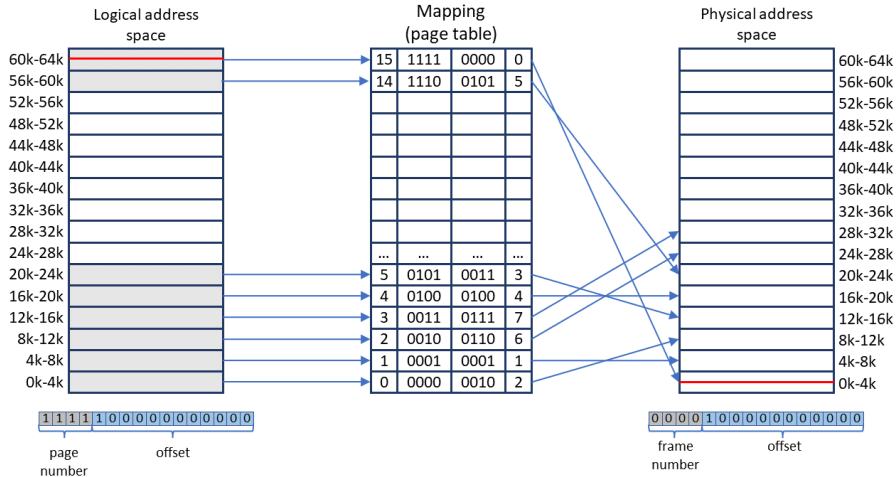 Logical address
space
Mapping
(page table)
Physical address
space
60k-64k 15 1111 0000 0 60k-64k
56k-60k 14 1110 0101 5 56k-60k
52k-56k 52k-56k
48k-52k 48k-52k
44k-48k 44k-48k
40k-44k 40k-44k
36k-40k 36k-40k
32k-36k 32k-36k
28k-32k 28k-32k
24k-28k ... ... ... ... 24k-28k
20k-24k 5 0101 0011 3 20k-24k
16k-20k 4 0100 0100 4 16k-20k
12k-16k 3 0011 0111 7 12k-16k
8k-12k 2 0010 0110 6 8k-12k
4k-8k 1 0001 0001 1 4k-8k
0k-4k 0 0000 0010 2 0k-4k
1 1 1 1 1 0 0 0 0 0 0 0 0 0 0 0
page
number
offset
0 0 0 0 1 0 0 0 0 0 0 0 0 0 0 0
frame
number
offset